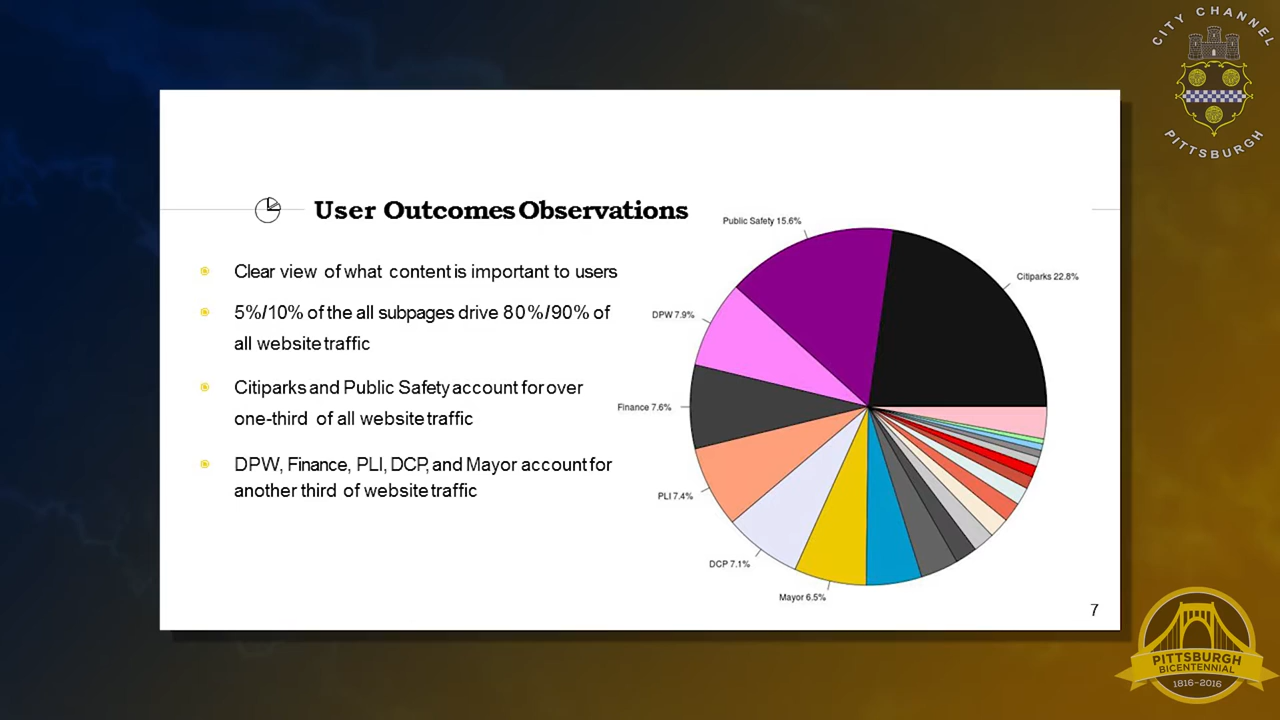 CITY CHANNEL
PITTSBURGH
User Outcomes Observations
Clear view of what content is important to users
5%/10% of the all subpages drive 80%/90% of
all website traffic
Citiparks and Public Safety account for over
one-third of all website traffic
DPW, Finance, PLI, DCP, and Mayor account for
another third of website traffic
Public Safety 15.6%
Citiparks 22.8%
DPW 7.9%
Finance 7.6%
PLI 7.4%
DCP 7.1%
Mayor 6.5%
7
PITTSBURGH
BICENTENNIAL
1816-2016